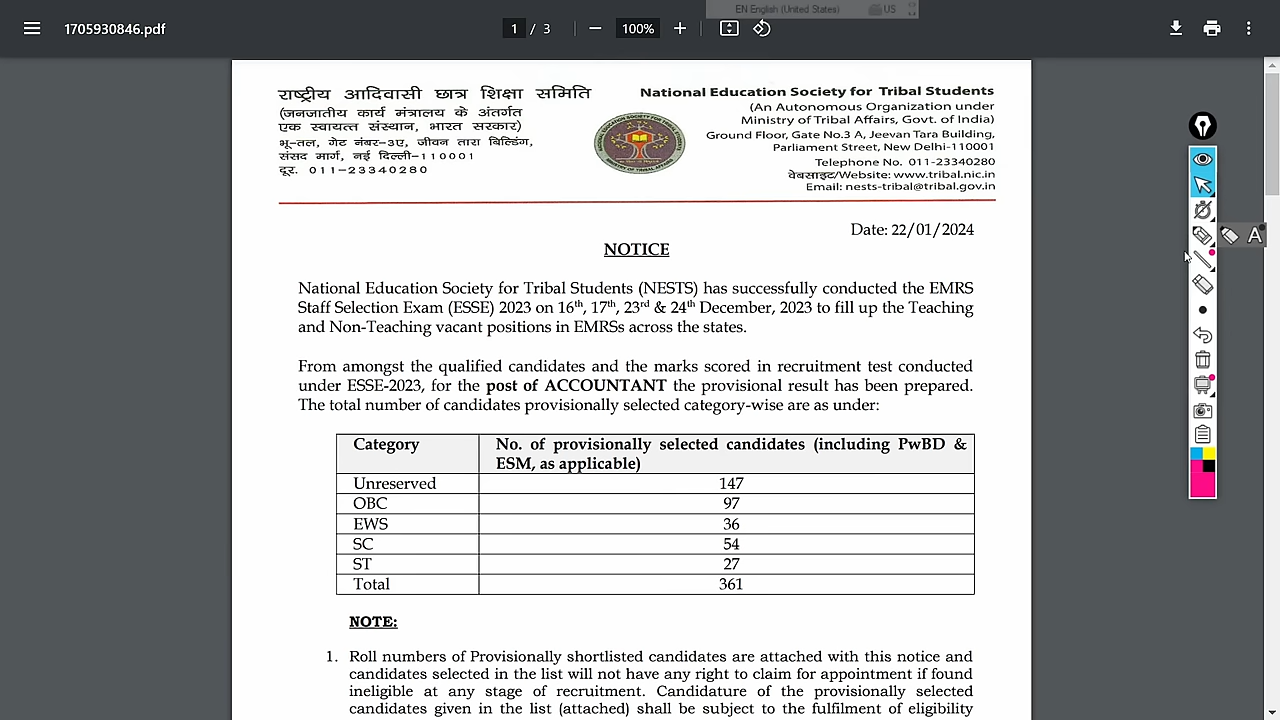 EN English (United States) US
1705930846.pdf
1 / 3
100%
राष्ट्रीय आदिवासी छात्र शिक्षा समिति
(जनजातीय कार्य मंत्रालय के अंतर्गत
एक स्वायत्त संस्थान, भारत सरकार)
भू-तल, गेट नंबर-3ए, जीवन तारा बिल्डिंग,
संसद मार्ग, नई दिल्ली-110001
दूर. 011-23340280
National Education Society for Tribal Students
(An Autonomous Organization under
Ministry of Tribal Affairs, Govt. of India)
Ground Floor, Gate No.3 A, Jeevan Tara Building,
Parliament Street, New Delhi-110001
Telephone No. 011-23340280
वेबसाइट/Website: www.tribal.nic.in
Email: nests-tribal@tribal.gov.in
Date: 22/01/2024
NOTICE
National Education Society for Tribal Students (NESTS) has successfully conducted the EMRS
Staff Selection Exam (ESSE) 2023 on 16th, 17th, 23rd & 24th December, 2023 to fill up the Teaching
and Non-Teaching vacant positions in EMRSs across the states.
From amongst the qualified candidates and the marks scored in recruitment test conducted
under ESSE-2023, for the post of ACCOUNTANT the provisional result has been prepared.
The total number of candidates provisionally selected category-wise are as under:
Category No. of provisionally selected candidates (including PwBD &
ESM, as applicable)
Unreserved 147
OBC 97
EWS 36
SC 54
ST 27
Total 361
NOTE:
1. Roll numbers of Provisionally shortlisted candidates are attached with this notice and
candidates selected in the list will not have any right to claim for appointment if found
ineligible at any stage of recruitment. Candidature of the provisionally selected
candidates given in the list (attached) shall be subject to the fulfilment of eligibility
A